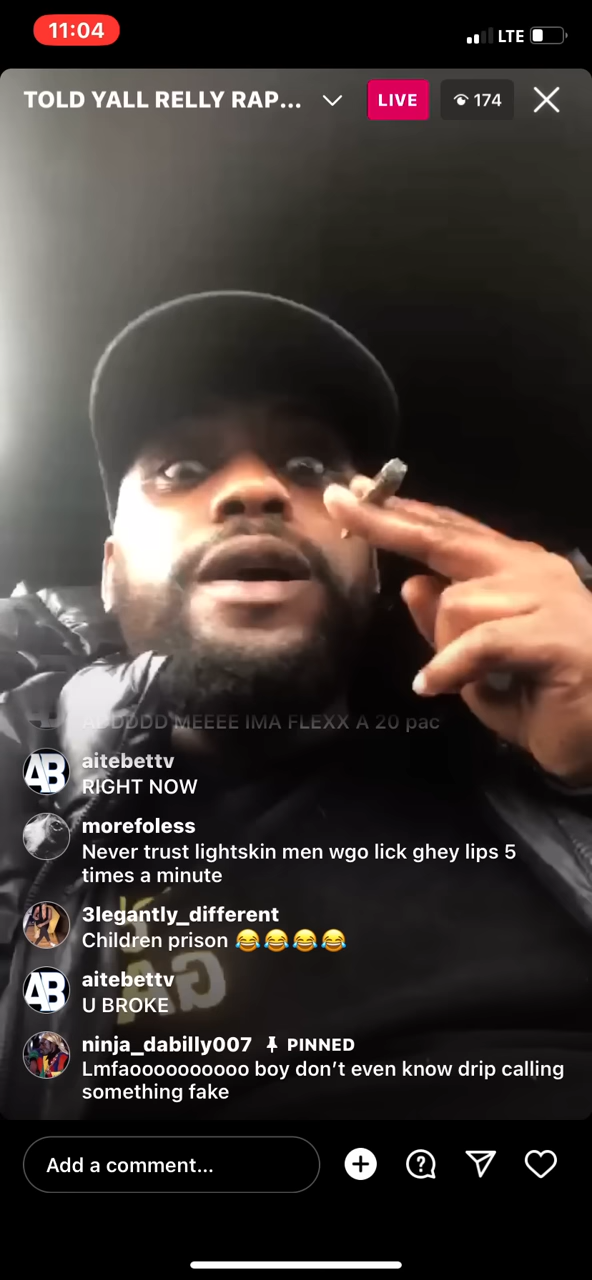 11:04
LTE
TOLD YALL RELLY RAP...
LIVE
174
ADDDDD MEEEE IMA FLEXX A 20 pac
aitebettv
RIGHT NOW
morefoless
Never trust lightskin men wgo lick ghey lips 5
times a minute
3legantly_different
Children prison 😂😂😂😂
aitebettv
U BROKE
ninja_dabilly007 PINNED
Lmfaoooooooooo boy don’t even know drip calling
something fake
Add a comment...